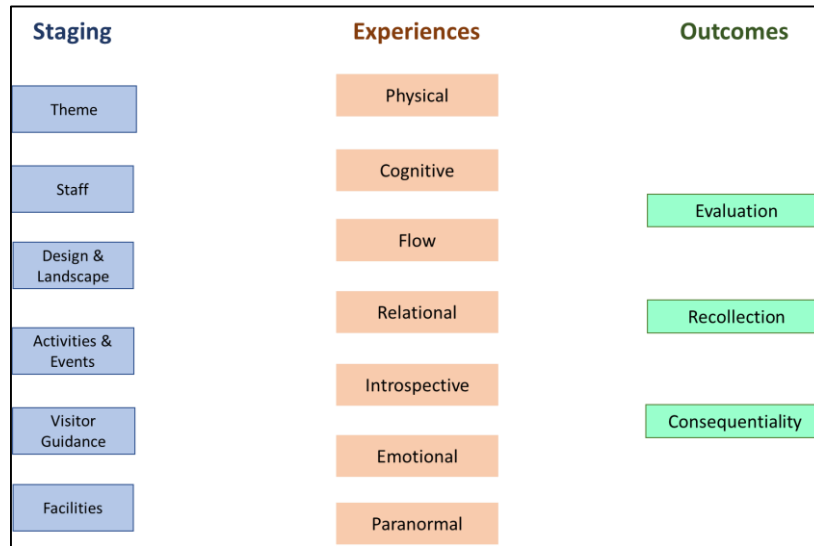 Staging
Experiences
Outcomes
Theme
Staff
Design &
Landscape
Activities &
Events
Visitor
Guidance
Facilities
Physical
Cognitive
Flow
Relational
Introspective
Emotional
Paranormal
Evaluation
Recollection
Consequentiality